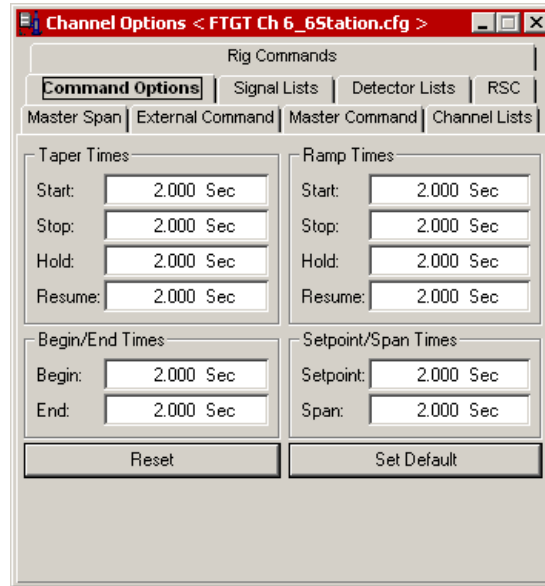 Channel Options < FTGT Ch 6_6Station.cfg >
Rig Commands
Command Options Signal Lists Detector Lists RSC
Master Span External Command Master Command Channel Lists
Taper Times Ramp Times
Start: 2.000 Sec Start: 2.000 Sec
Stop: 2.000 Sec Stop: 2.000 Sec
Hold: 2.000 Sec Hold: 2.000 Sec
Resume: 2.000 Sec Resume: 2.000 Sec
Begin/End Times Setpoint/Span Times
Begin: 2.000 Sec Setpoint: 2.000 Sec
End: 2.000 Sec Span: 2.000 Sec
Reset Set Default